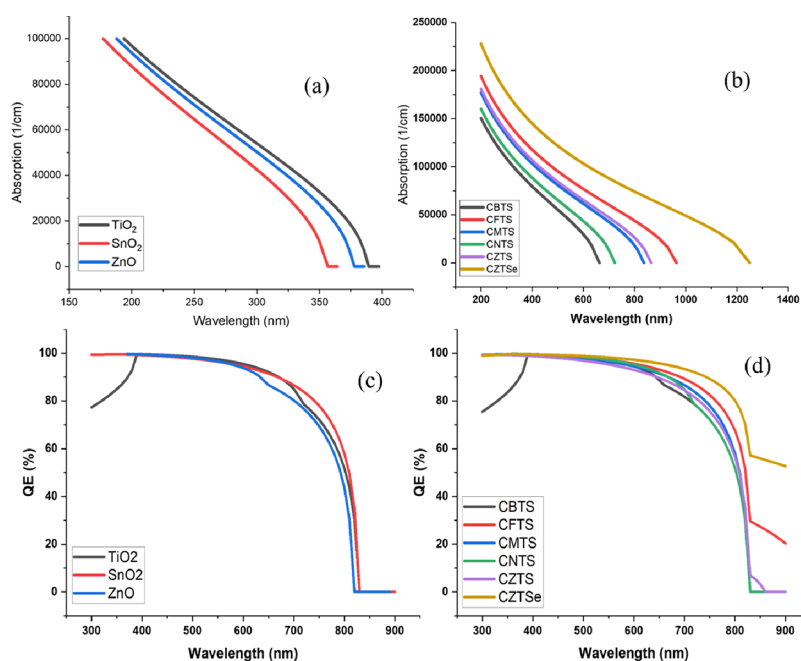 (a)
100000
80000
60000
40000
20000
0
Absorption (1/cm)
TiO₂
SnO₂
ZnO
150 200 250 300 350 400
Wavelength (nm)
(b)
250000
200000
150000
100000
50000
0
Absorption (1/cm)
CBTS
CFTS
CMTS
CNTS
CZTS
CZTSe
200 400 600 800 1000 1200 1400
Wavelength (nm)
(c)
100
80
60
40
20
0
QE (%)
TiO2
SnO2
ZnO
300 400 500 600 700 800 900
Wavelength (nm)
(d)
100
80
60
40
20
0
QE (%)
CBTS
CFTS
CMTS
CNTS
CZTS
CZTSe
300 400 500 600 700 800 900
Wavelength (nm)